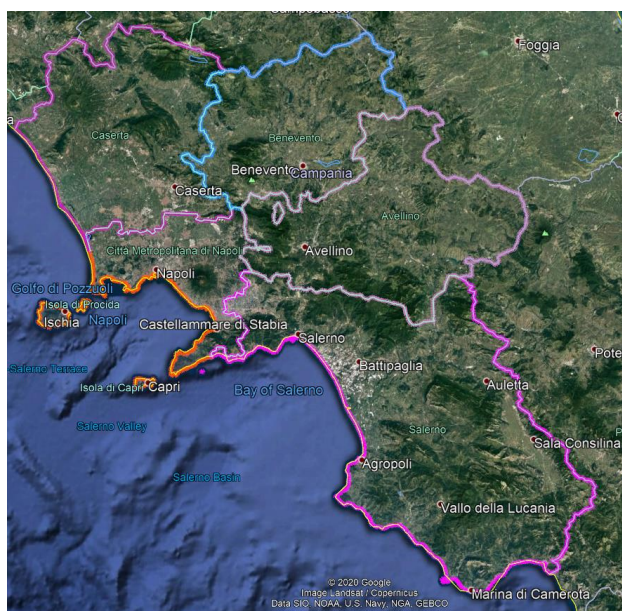 Campobasso
Foggia
Caserta
Benevento
Benevento
Campania
Caserta
Avellino
Città Metropolitana di Napoli
Avellino
Napoli
Golfo di Pozzuoli
Isola di Procida
Ischia
Napoli
Castellammare di Stabia
Salerno
Salerno Terrace
Battipaglia
Pote
Isola di Capri
Capri
Bay of Salerno
Auletta
Salerno Valley
Salerno
Sala Consilina
Agropoli
Salerno Basin
Vallo della Lucania
© 2020 Google
Image Landsat / Copernicus
Data SIO, NOAA, U.S. Navy, NGA, GEBCO
Marina di Camerota